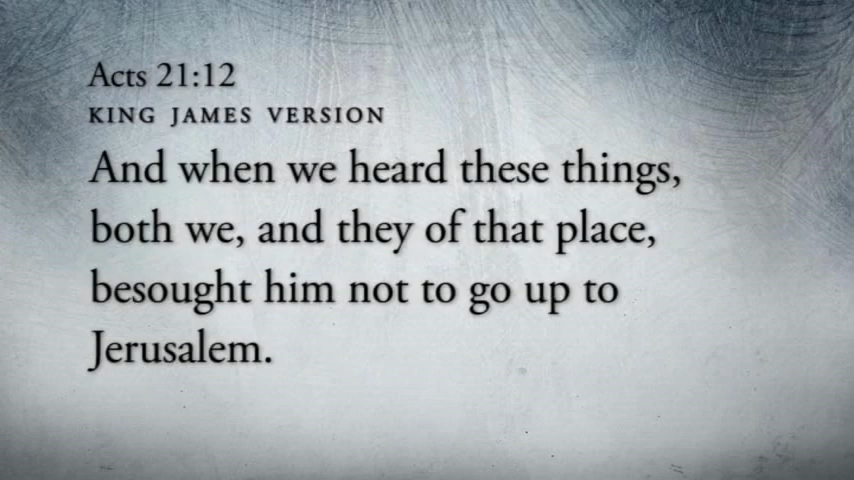 Acts 21:12
KING JAMES VERSION
And when we heard these things,
both we, and they of that place,
besought him not to go up to
Jerusalem.